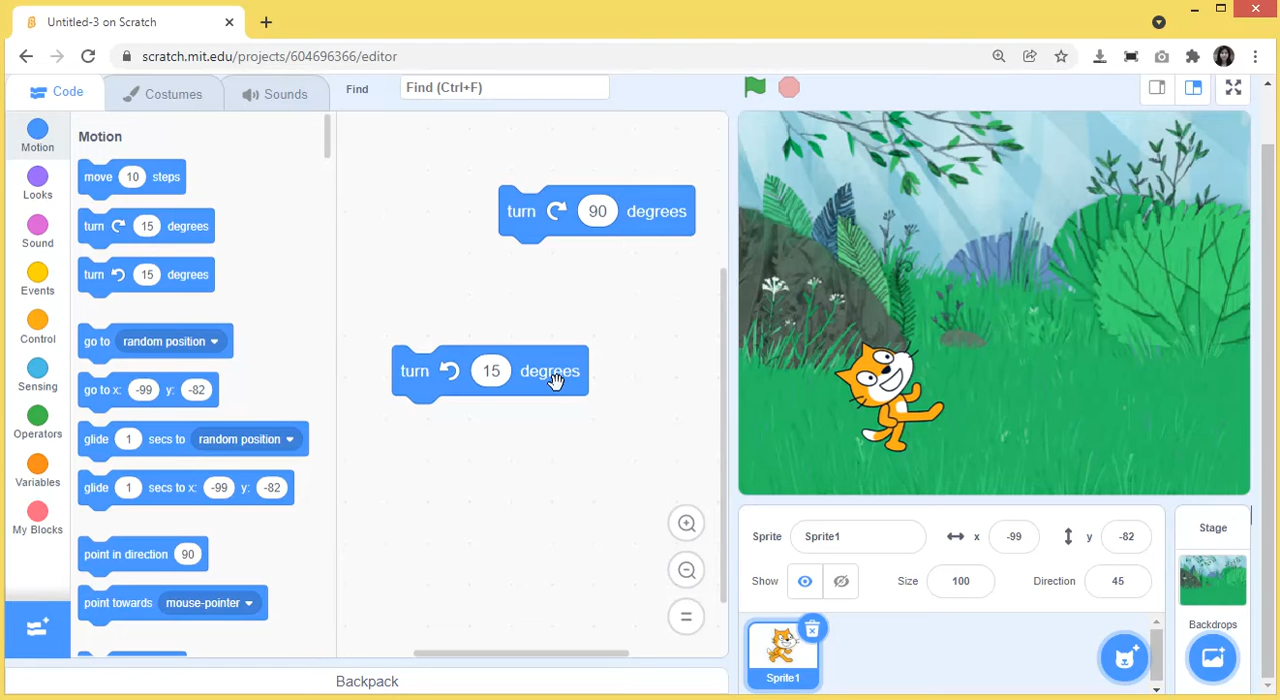 Untitled-3 on Scratch
scratch.mit.edu/projects/604696366/editor
Code Costumes Sounds Find Find (Ctrl+F)
Motion
Looks
Sound
Events
Control
Sensing
Operators
Variables
My Blocks
Motion
move 10 steps
turn 15 degrees
turn 15 degrees
go to random position
go to x: -99 y: -82
glide 1 secs to random position
glide 1 secs to x: -99 y: -82
point in direction 90
point towards mouse-pointer
turn 90 degrees
turn 15 degrees
Backpack
Sprite Sprite1 x -99 y -82
Show Size 100 Direction 45
Sprite1
Stage
Backdrops